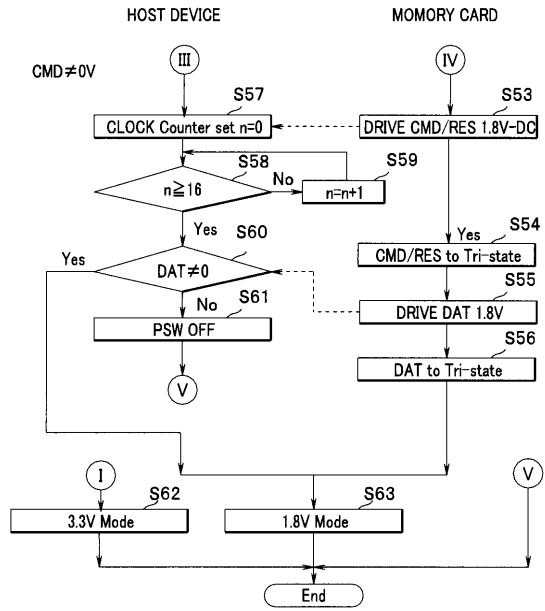 HOST DEVICE
MOMORY CARD
III
IV
CMD≠0V
S57
S53
CLOCK Counter set n=0
DRIVE CMD/RES 1.8V-DC
S58
S59
n≧16
No
n=n+1
Yes
S60
Yes
S54
Yes
CMD/RES to Tri-state
DAT≠0
S55
No
S61
DRIVE DAT 1.8V
PSW OFF
S56
DAT to Tri-state
V
I
V
S62
S63
3.3V Mode
1.8V Mode
End